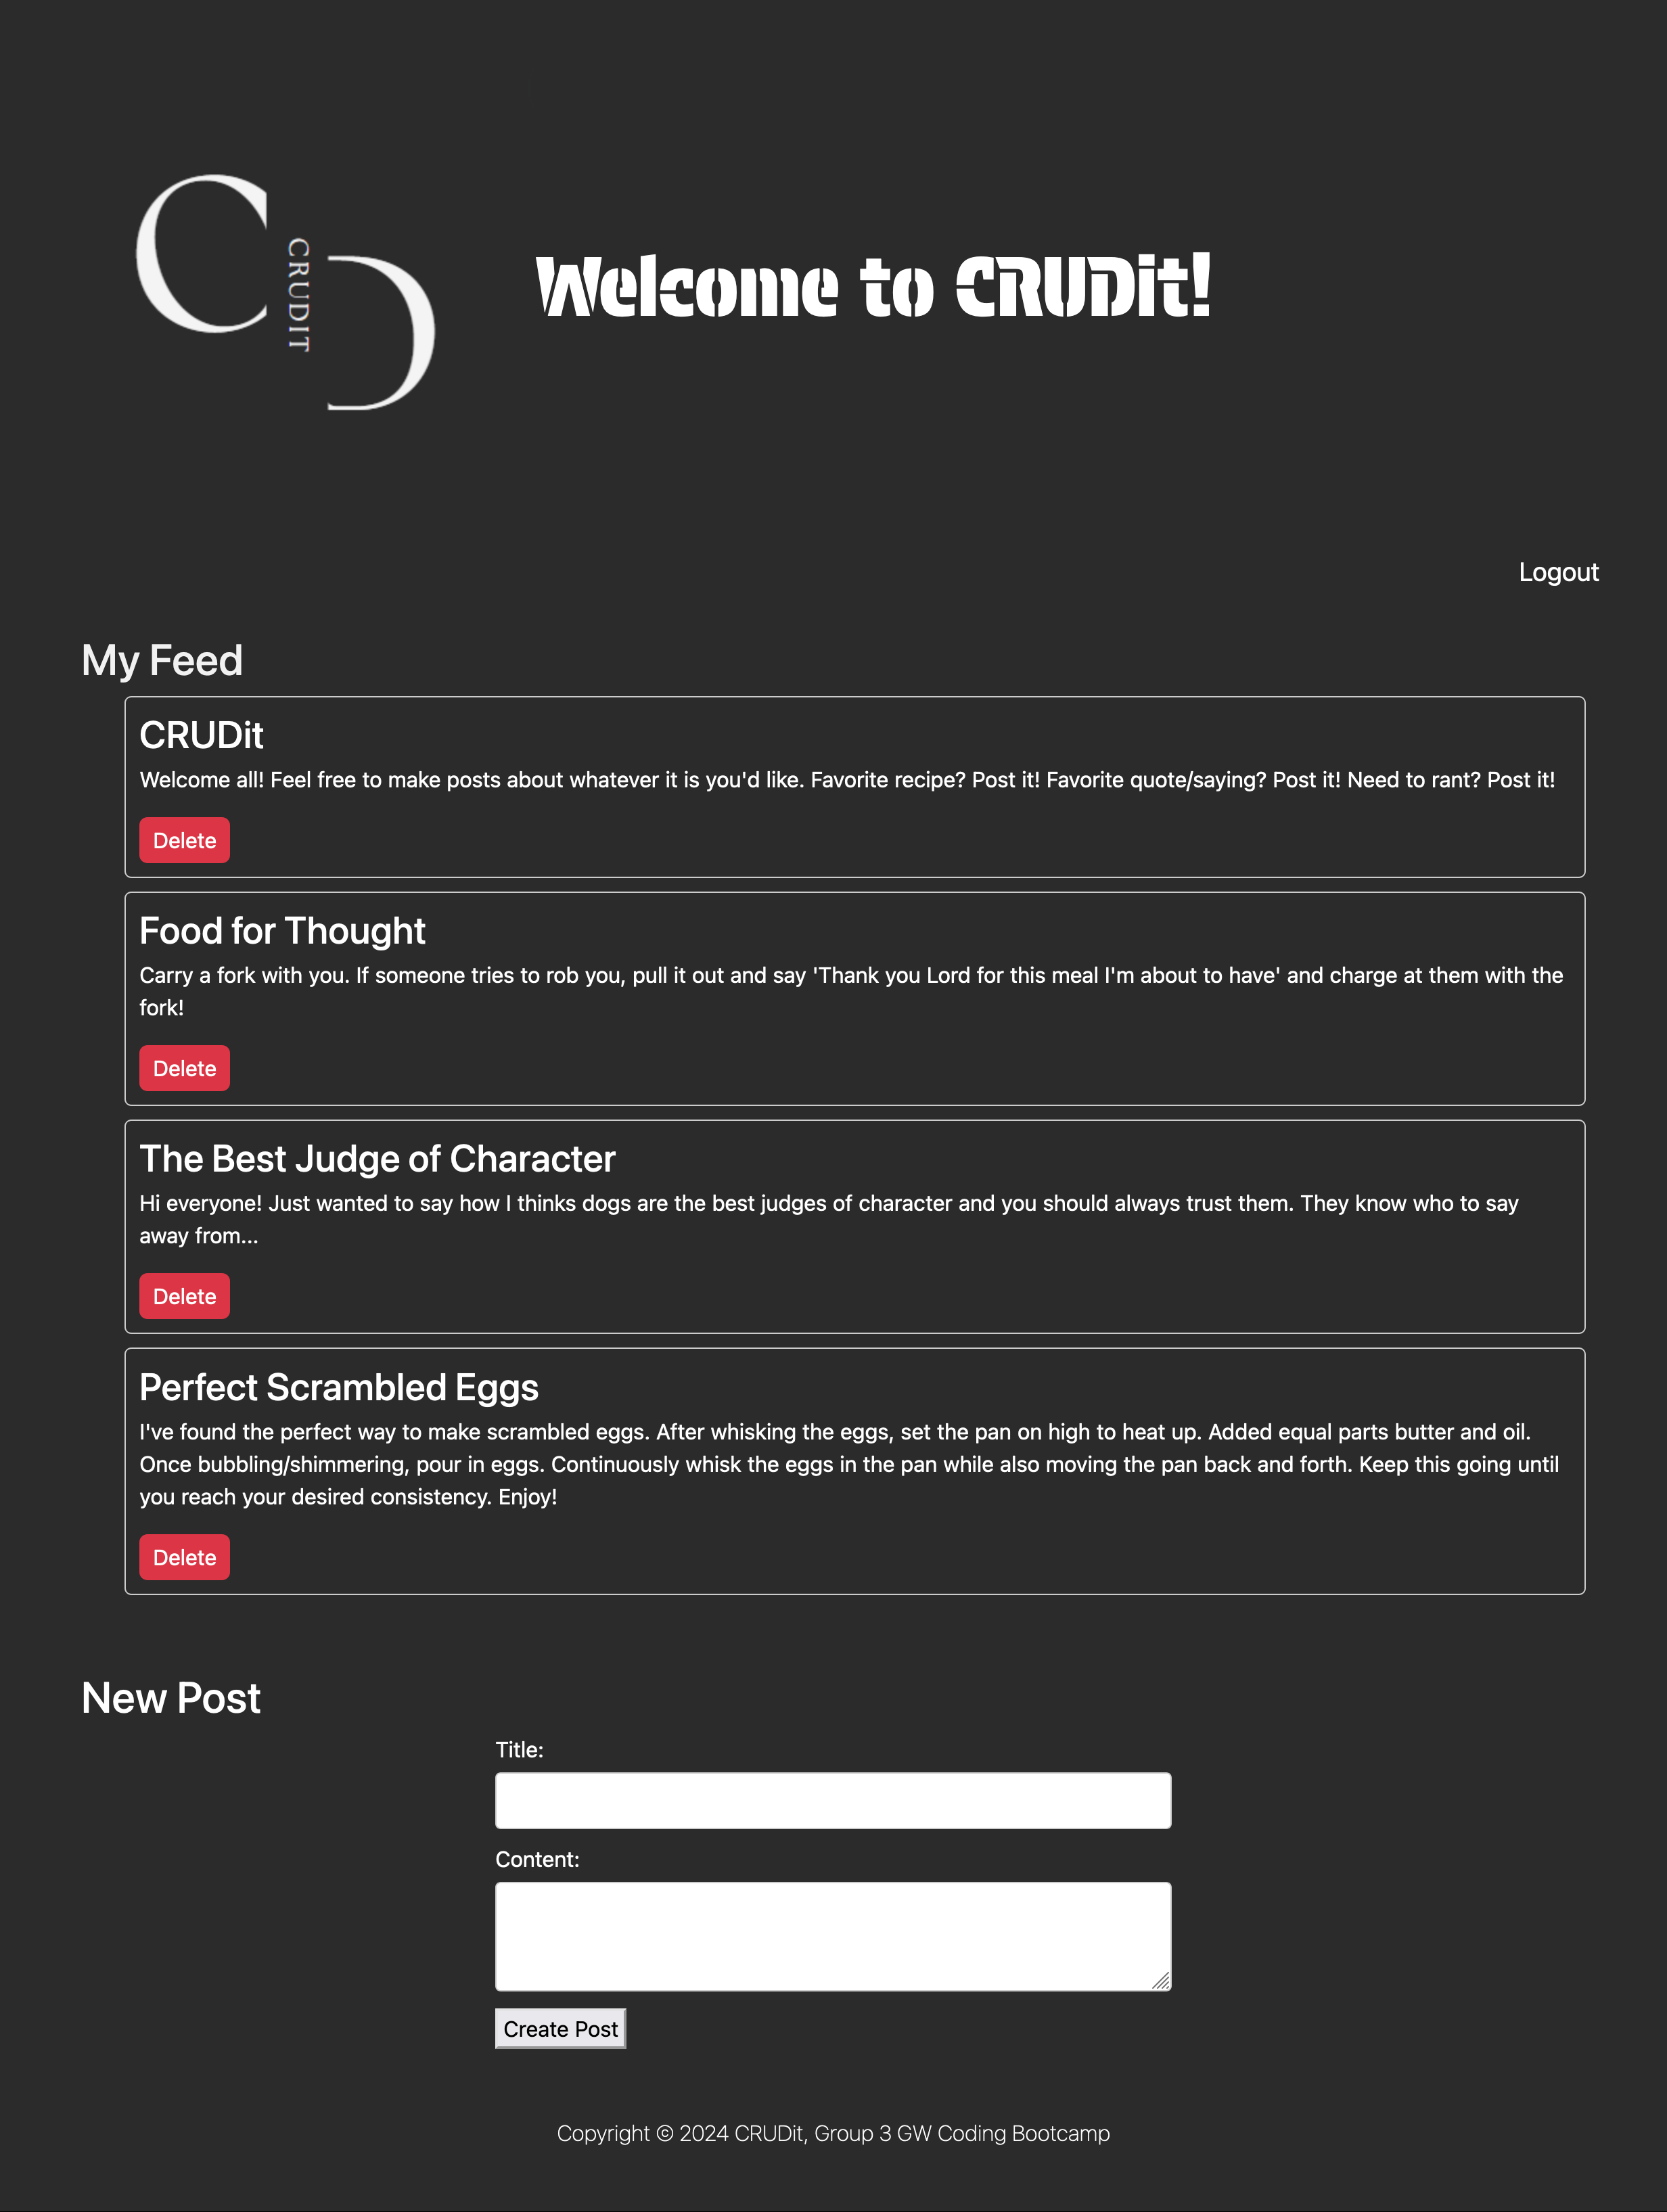 CRUDIT
Welcome to CRUDit!
Logout
My Feed
CRUDit
Welcome all! Feel free to make posts about whatever it is you'd like. Favorite recipe? Post it! Favorite quote/saying? Post it! Need to rant? Post it!
Delete
Food for Thought
Carry a fork with you. If someone tries to rob you, pull it out and say 'Thank you Lord for this meal I'm about to have' and charge at them with the
fork!
Delete
The Best Judge of Character
Hi everyone! Just wanted to say how I thinks dogs are the best judges of character and you should always trust them. They know who to say
away from...
Delete
Perfect Scrambled Eggs
I've found the perfect way to make scrambled eggs. After whisking the eggs, set the pan on high to heat up. Added equal parts butter and oil.
Once bubbling/shimmering, pour in eggs. Continuously whisk the eggs in the pan while also moving the pan back and forth. Keep this going until
you reach your desired consistency. Enjoy!
Delete
New Post
Title:
Content:
Create Post
Copyright © 2024 CRUDit, Group 3 GW Coding Bootcamp